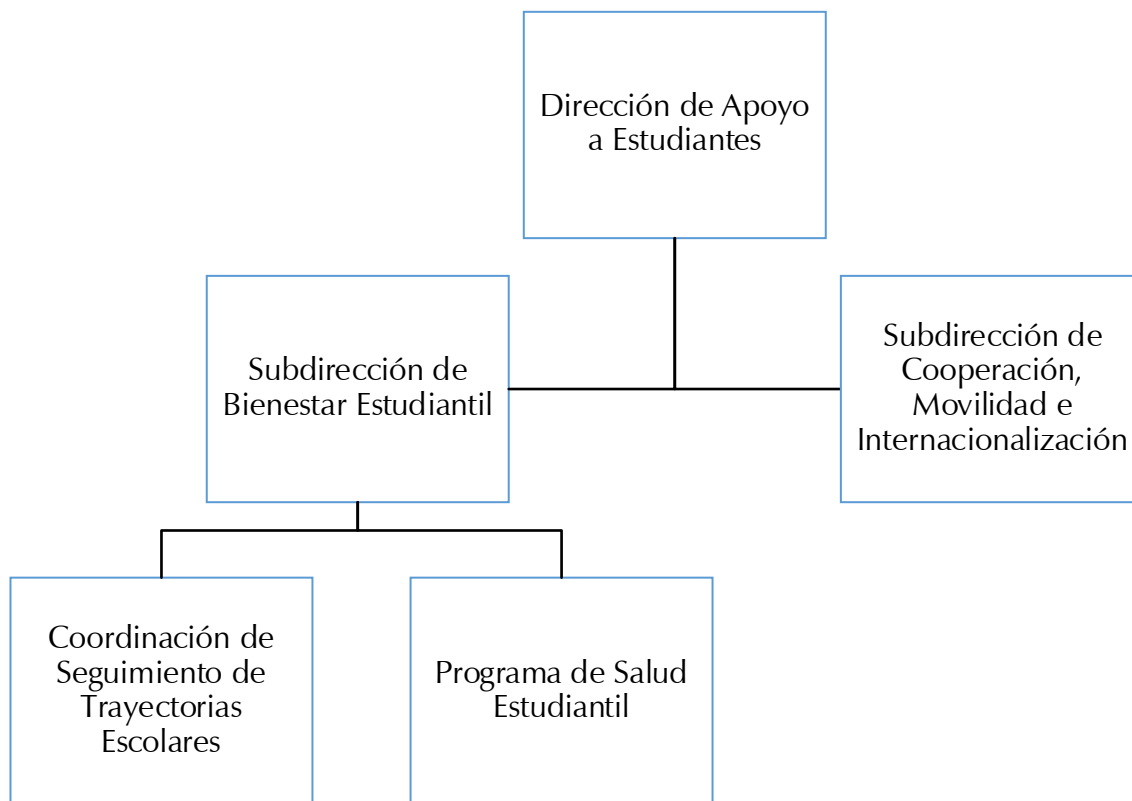 Dirección de Apoyo
a Estudiantes
Subdirección de
Bienestar Estudiantil
Subdirección de
Cooperación,
Movilidad e
Internacionalización
Coordinación de
Seguimiento de
Trayectorias
Escolares
Programa de Salud
Estudiantil